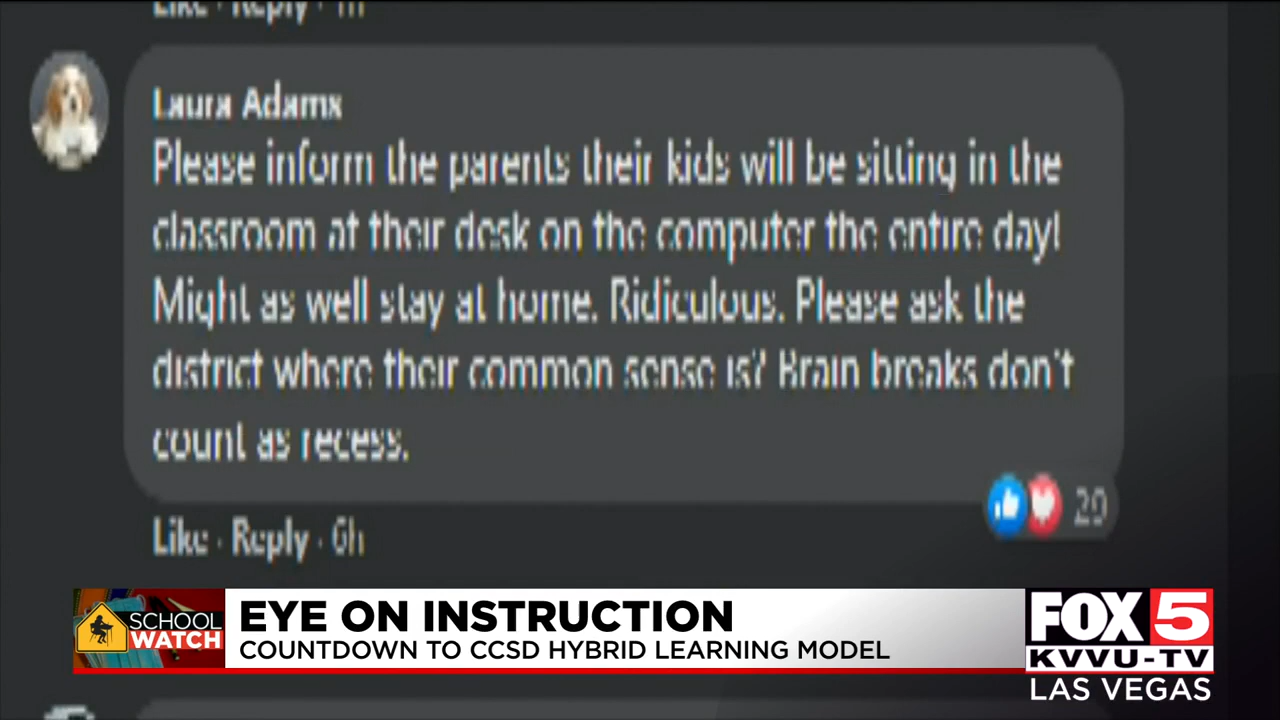 Like · Reply · 1h
Laura Adams
Please inform the parents their kids will be sitting in the
classroom at their desk on the computer the entire day!
Might as well stay at home. Ridiculous. Please ask the
district where their common sense is? Brain breaks don't
count as recess.
20
Like · Reply · 6h
SCHOOL
WATCH
EYE ON INSTRUCTION
COUNTDOWN TO CCSD HYBRID LEARNING MODEL
FOX 5
KVVU-TV
LAS VEGAS